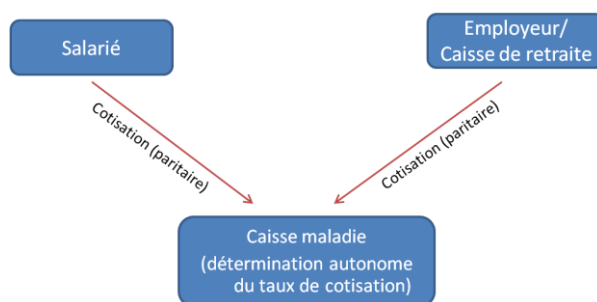 Salarié
Employeur/
Caisse de retraite
Cotisation (paritaire)
Cotisation (paritaire)
Caisse maladie
(détermination autonome
du taux de cotisation)